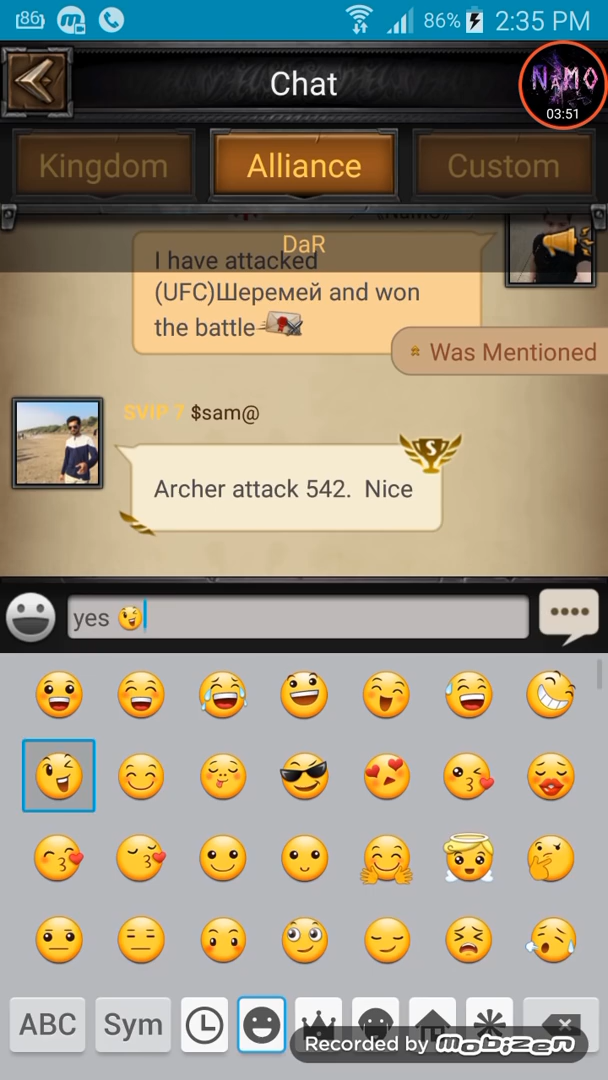 86 86% 2:35 PM
Chat
NaMO
03:51
Kingdom Alliance Custom
DaR
I have attacked
(UFC)Шеремей and won
the battle
Was Mentioned
SVIP 7 $sam@
S
Archer attack 542. Nice
yes 😉
ABC Sym
Recorded by mobizen